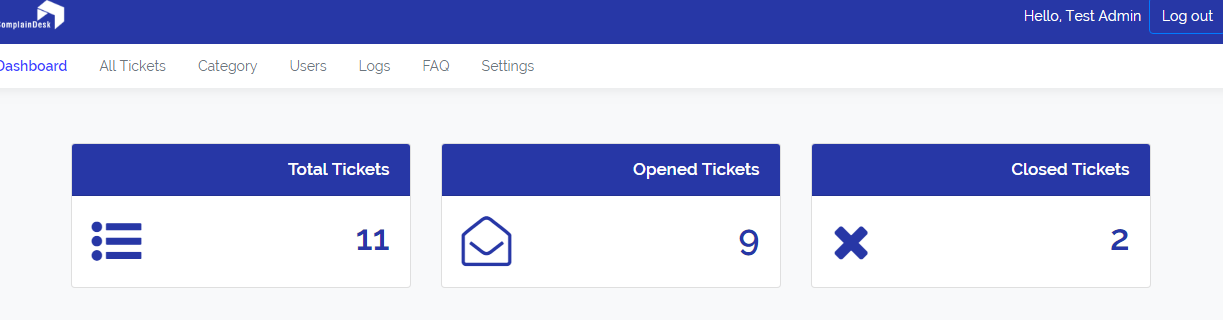 ComplainDesk
Hello, Test Admin
Log out
Dashboard
All Tickets
Category
Users
Logs
FAQ
Settings
Total Tickets
11
Opened Tickets
9
Closed Tickets
2